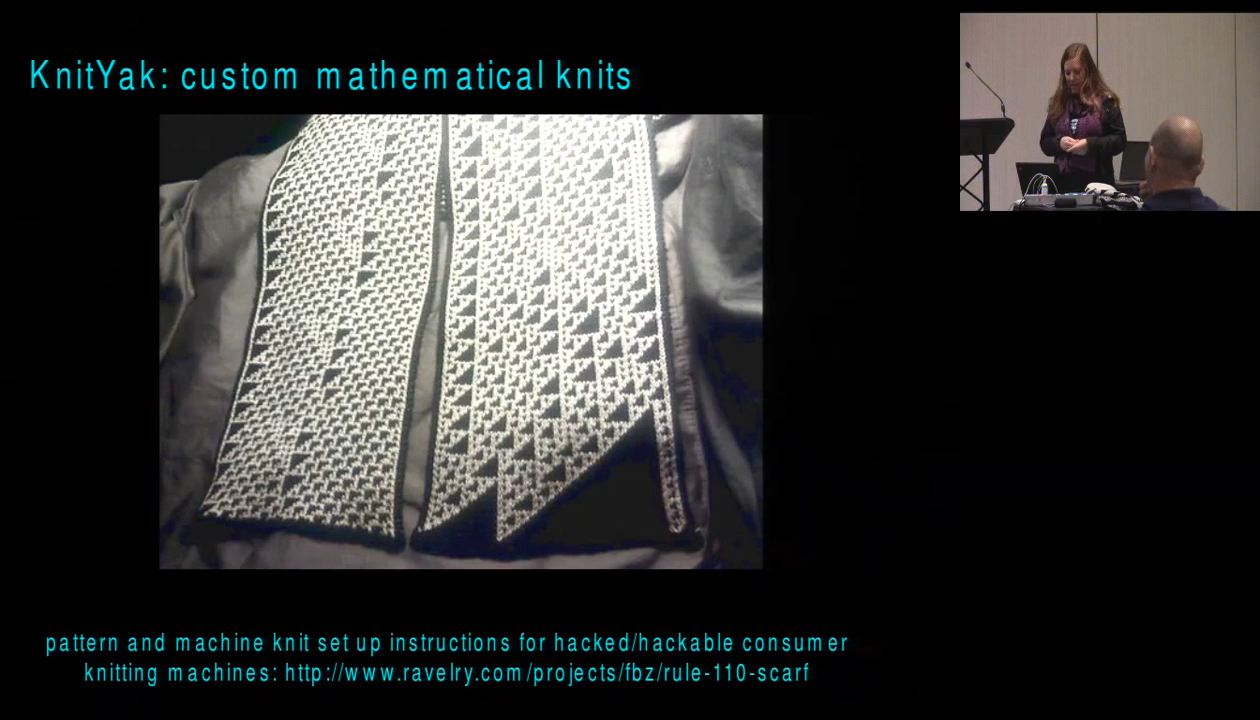 KnitYak: custom mathematical knits
pattern and machine knit set up instructions for hacked/hackable consumer
knitting machines: http://www.ravelry.com/projects/fbz/rule-110-scarf